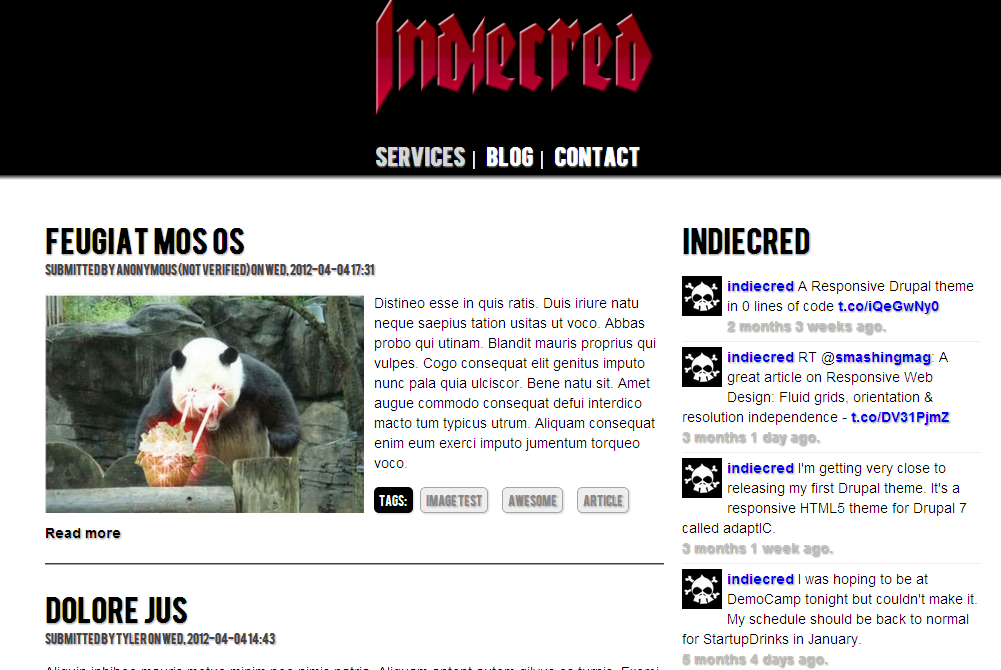 Indiecred
SERVICES | BLOG | CONTACT
FEUGIAT MOS OS
SUBMITTED BY ANONYMOUS (NOT VERIFIED) ON WED, 2012-04-04 17:31
Distineo esse in quis ratis. Duis iriure natu
neque saepius tation usitas ut voco. Abbas
probo qui utinam. Blandit mauris proprius qui
vulpes. Cogo consequat elit genitus imputo
nunc pala quia ulciscor. Bene natu sit. Amet
augue commodo consequat defui interdico
macto tum typicus utrum. Aliquam consequat
enim eum exerci imputo jumentum torqueo
voco.
TAGS: IMAGE TEST AWESOME ARTICLE
Read more
DOLORE JUS
SUBMITTED BY TYLER ON WED, 2012-04-04 14:43
INDIECRED
indiecred A Responsive Drupal theme
in 0 lines of code t.co/iQeGwNy0
2 months 3 weeks ago.
indiecred RT @smashingmag: A
great article on Responsive Web
Design: Fluid grids, orientation &
resolution independence - t.co/DV31PjmZ
3 months 1 day ago.
indiecred I'm getting very close to
releasing my first Drupal theme. It's a
responsive HTML5 theme for Drupal 7
called adaptIC.
3 months 1 week ago.
indiecred I was hoping to be at
DemoCamp tonight but couldn't make it.
My schedule should be back to normal
for StartupDrinks in January.
5 months 4 days ago.